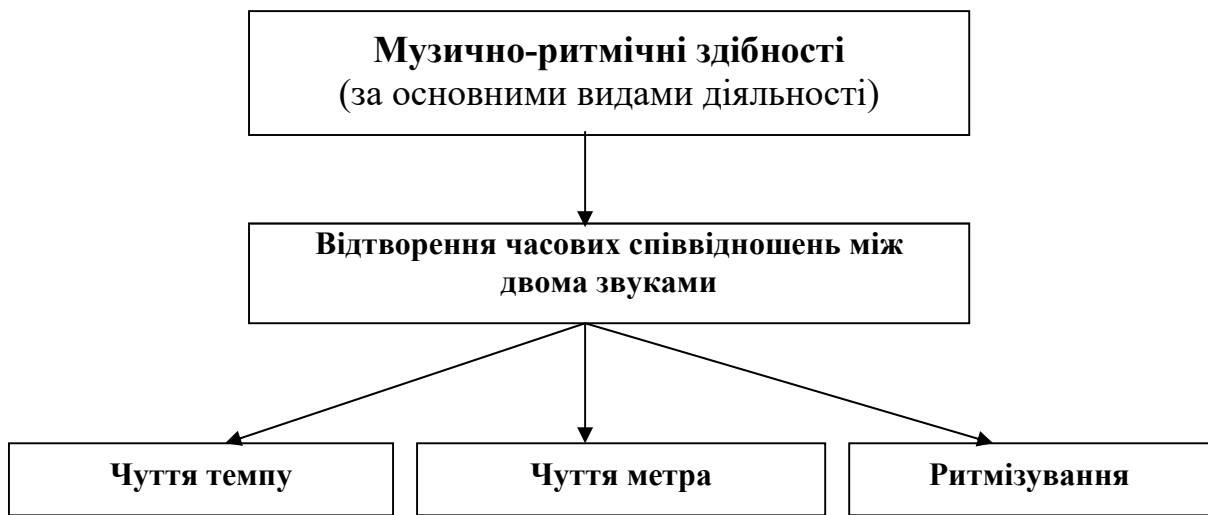 Музично-ритмічні здібності
(за основними видами діяльності)
Відтворення часових співвідношень між
двома звуками
Чуття темпу
Чуття метра
Ритмізування